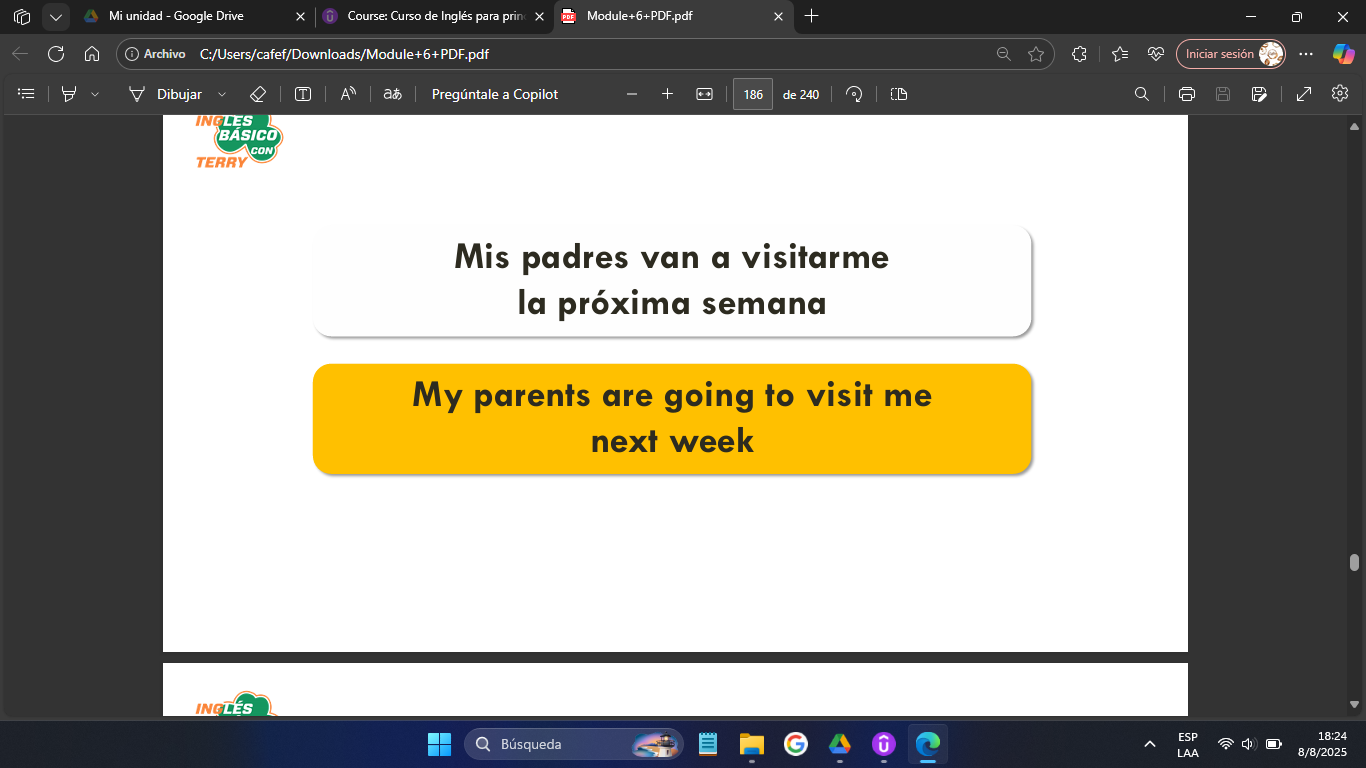 Mi unidad - Google Drive
Course: Curso de Inglés para prin
Module+6+PDF.pdf
Archivo
C:/Users/cafef/Downloads/Module+6+PDF.pdf
Iniciar sesión
Dibujar
Pregúntale a Copilot
186
de 240
INGLÉS
BÁSICO
CON
TERRY
Mis padres van a visitarme
la próxima semana
My parents are going to visit me
next week
INGLÉS
Búsqueda
ESP
LAA
18:24
8/8/2025